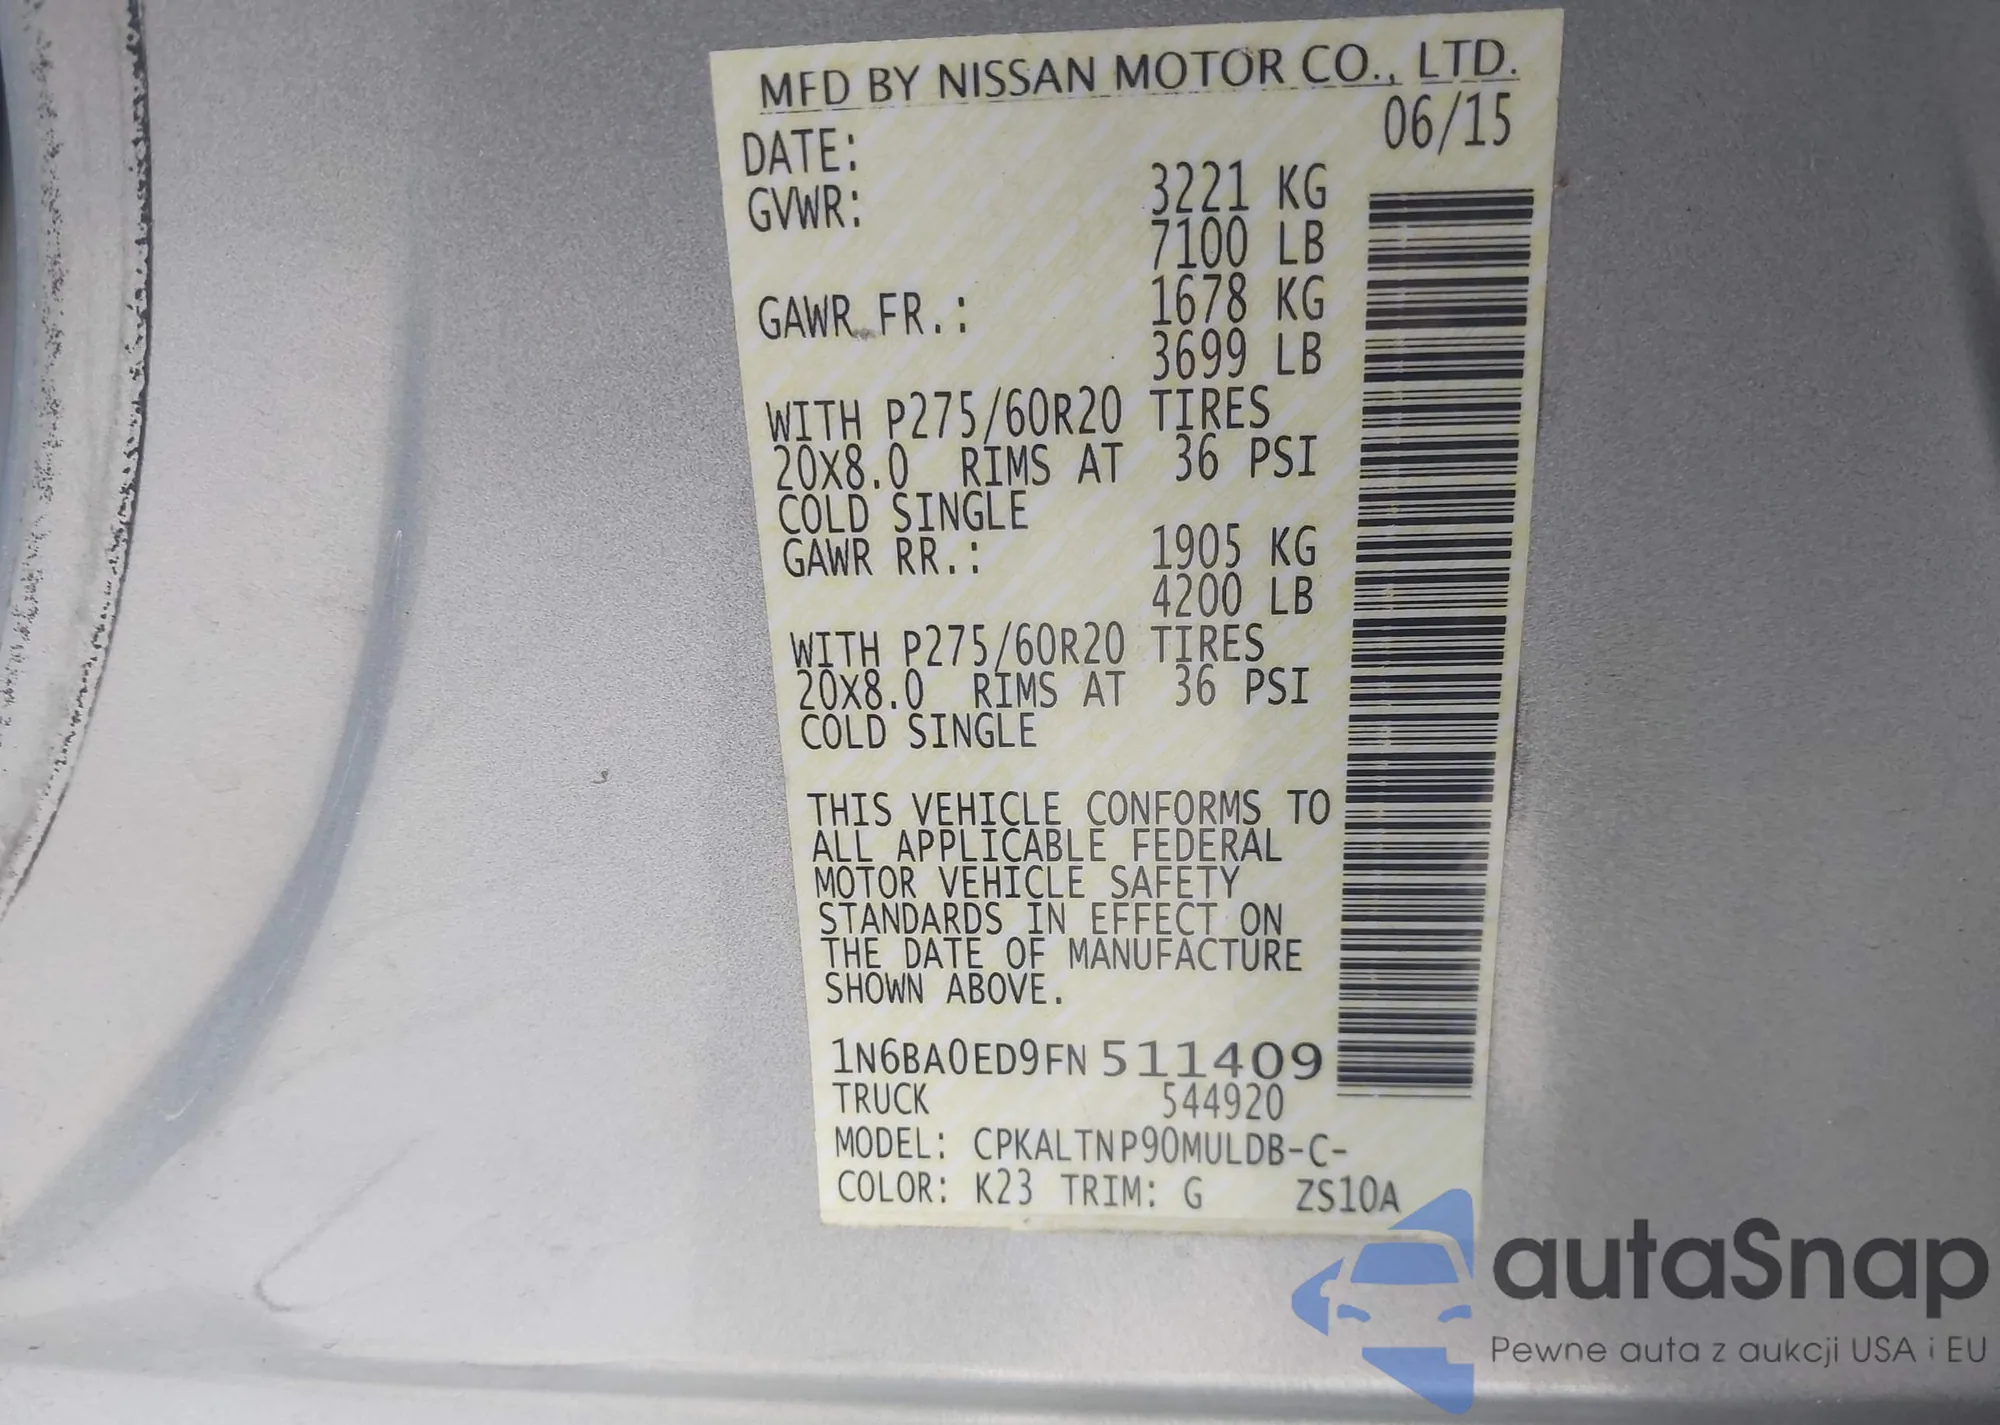 MFD BY NISSAN MOTOR CO., LTD.
DATE: 06/15
GVWR: 3221 KG
7100 LB
GAWR FR.: 1678 KG
3699 LB
WITH P275/60R20 TIRES
20X8.0 RIMS AT 36 PSI
COLD SINGLE
GAWR RR.: 1905 KG
4200 LB
WITH P275/60R20 TIRES
20X8.0 RIMS AT 36 PSI
COLD SINGLE
THIS VEHICLE CONFORMS TO
ALL APPLICABLE FEDERAL
MOTOR VEHICLE SAFETY
STANDARDS IN EFFECT ON
THE DATE OF MANUFACTURE
SHOWN ABOVE.
1N6BA0ED9FN511409
TRUCK 544920
MODEL: CPKALTNP90MULDB-C-
COLOR: K23 TRIM: G ZS10A
autaSnap
Pewne auta z aukcji USA i EU